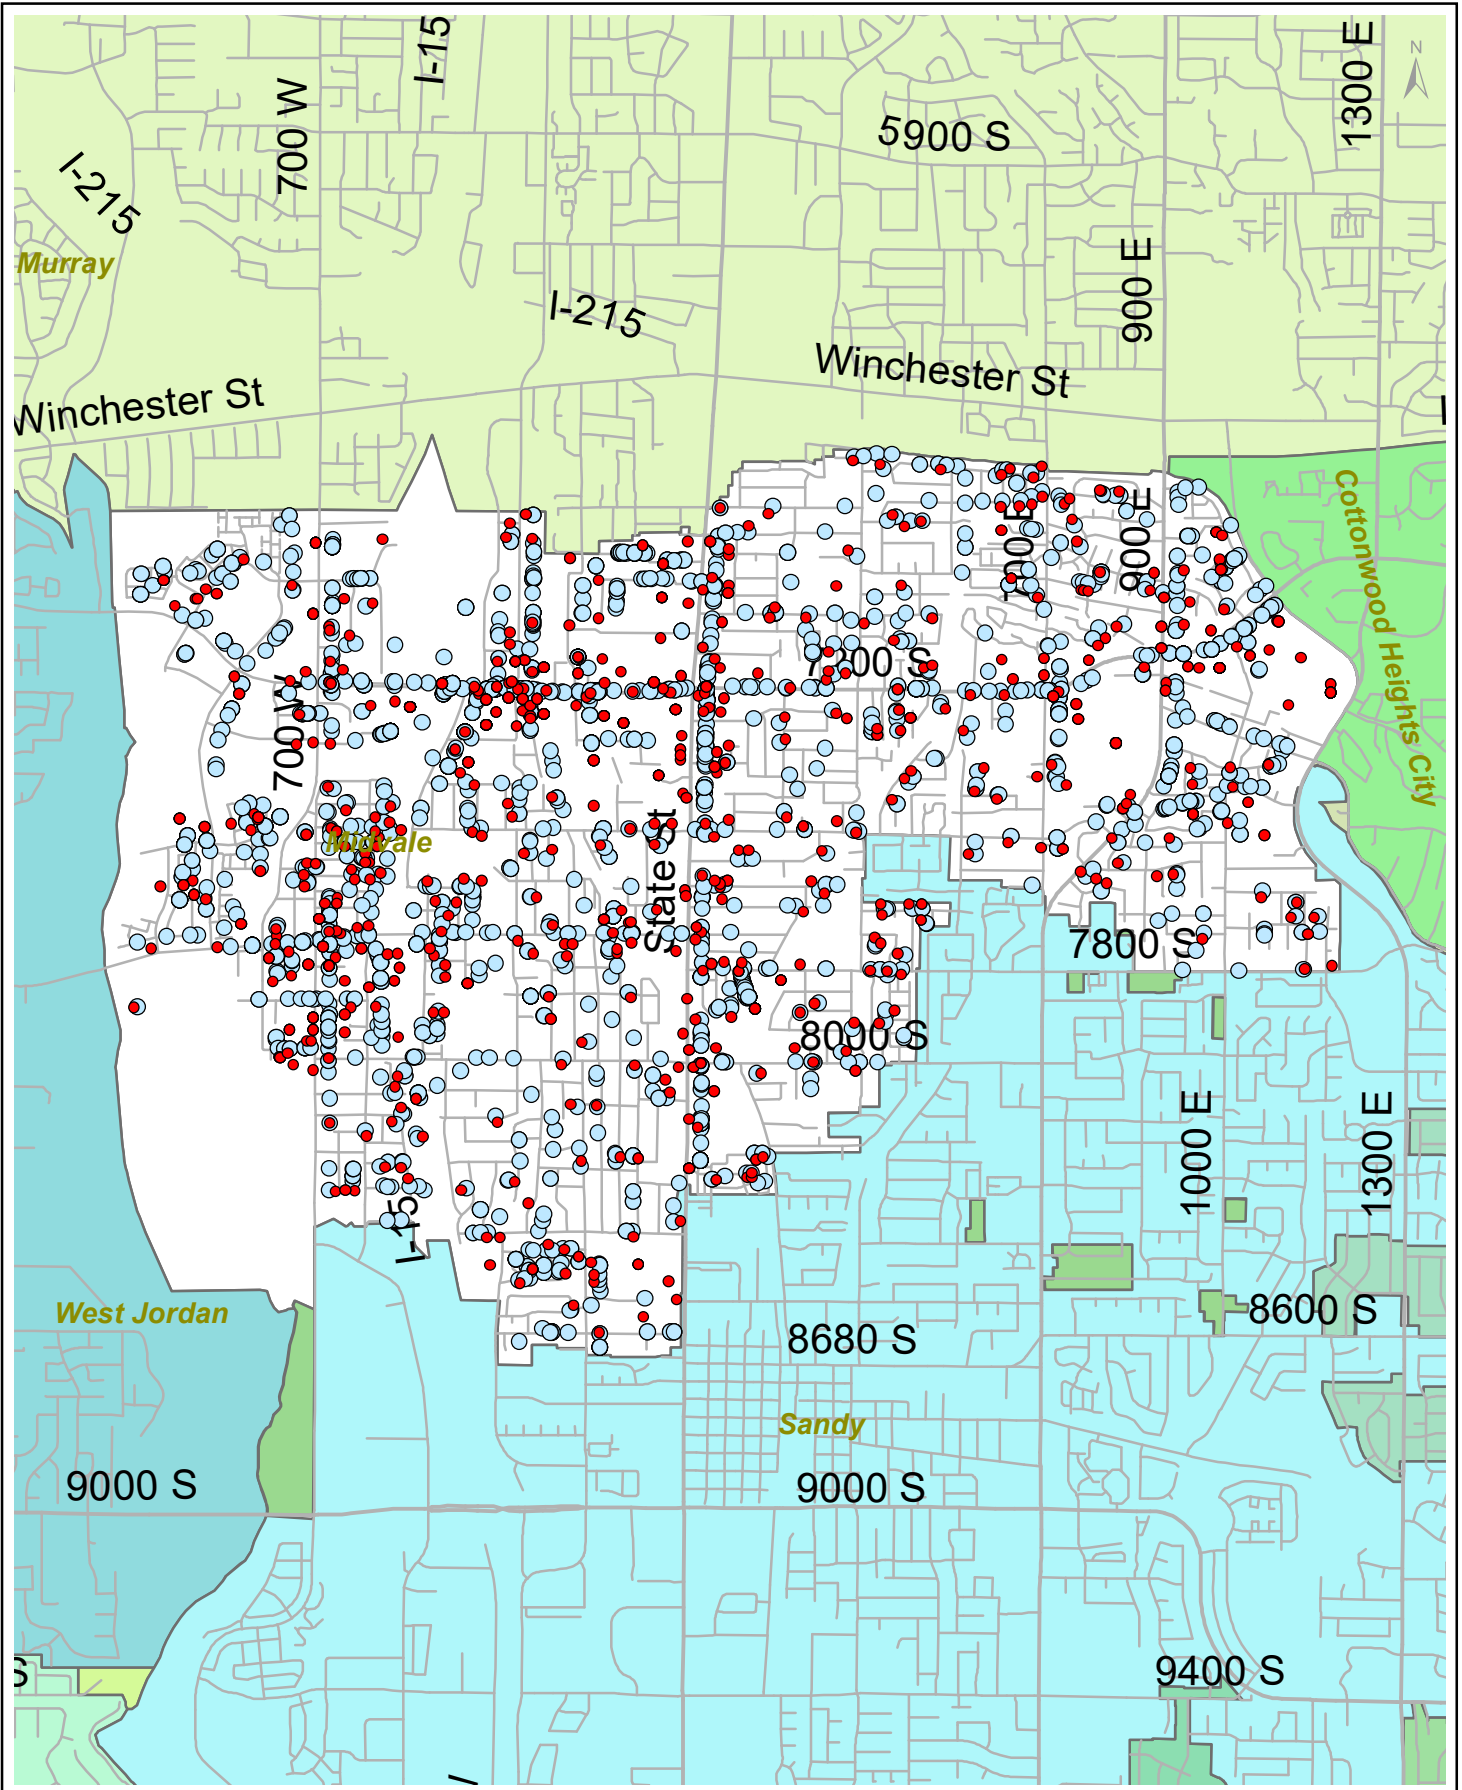 I-15
1300 E
N
5900 S
700 W
I-215
Murray
900 E
I-215
Winchester St
Winchester St
Cottonwood Heights City
700 E
900 E
7200 S
700 W
Midvale
State St
7800 S
8000 S
1000 E
1300 E
I-15
West Jordan
8600 S
8680 S
Sandy
9000 S
9000 S
9400 S
S